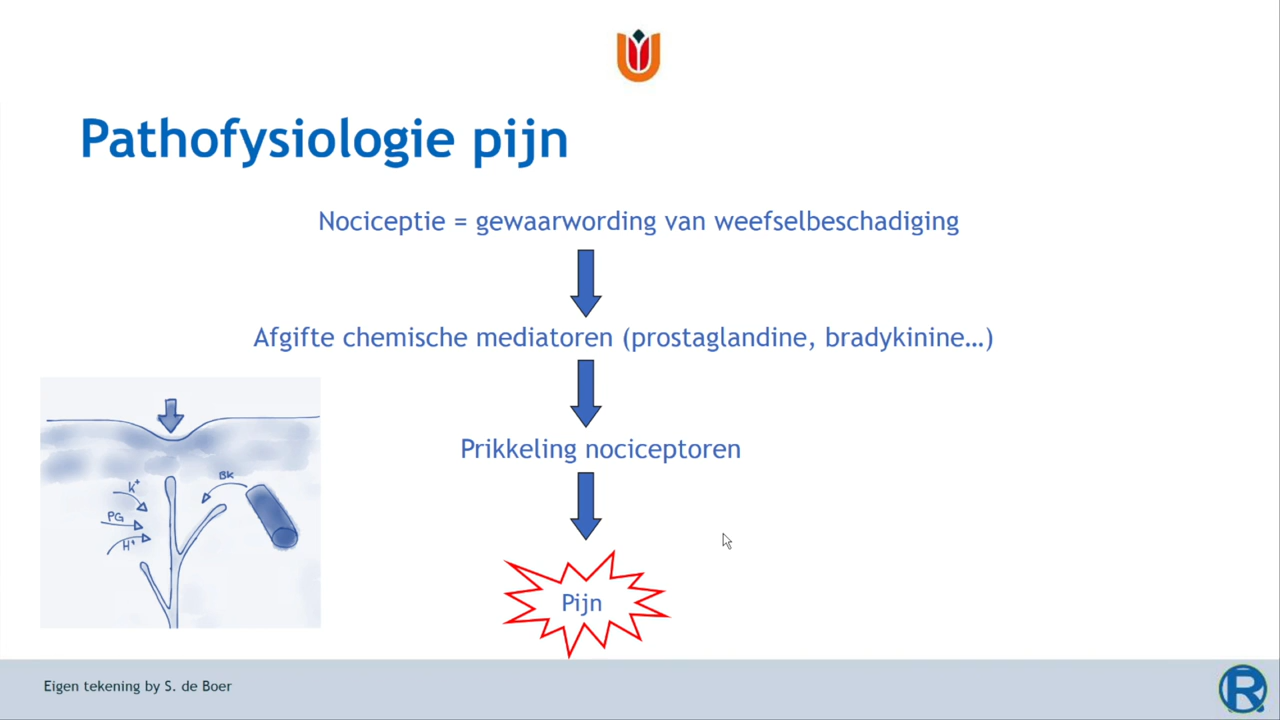 Pathofysiologie pijn
Nociceptie = gewaarwording van weefselbeschadiging
Afgifte chemische mediatoren (prostaglandine, bradykinine…)
Prikkeling nociceptoren
BK
K⁺
PG
H⁺
Pijn
Eigen tekening by S. de Boer
R